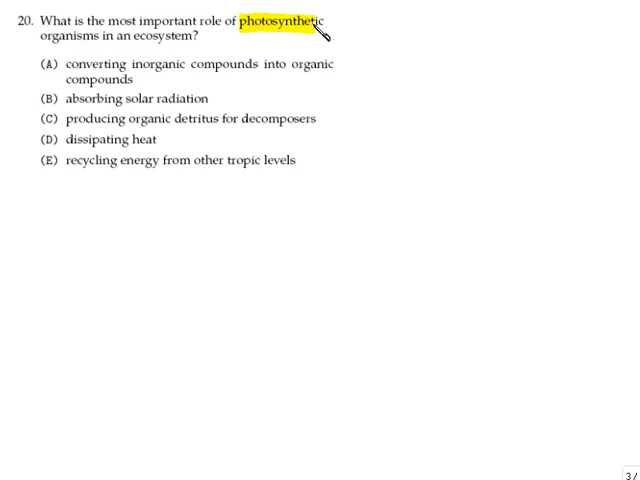 20. What is the most important role of photosynthetic
organisms in an ecosystem?
(A) converting inorganic compounds into organic
compounds
(B) absorbing solar radiation
(C) producing organic detritus for decomposers
(D) dissipating heat
(E) recycling energy from other tropic levels
3/